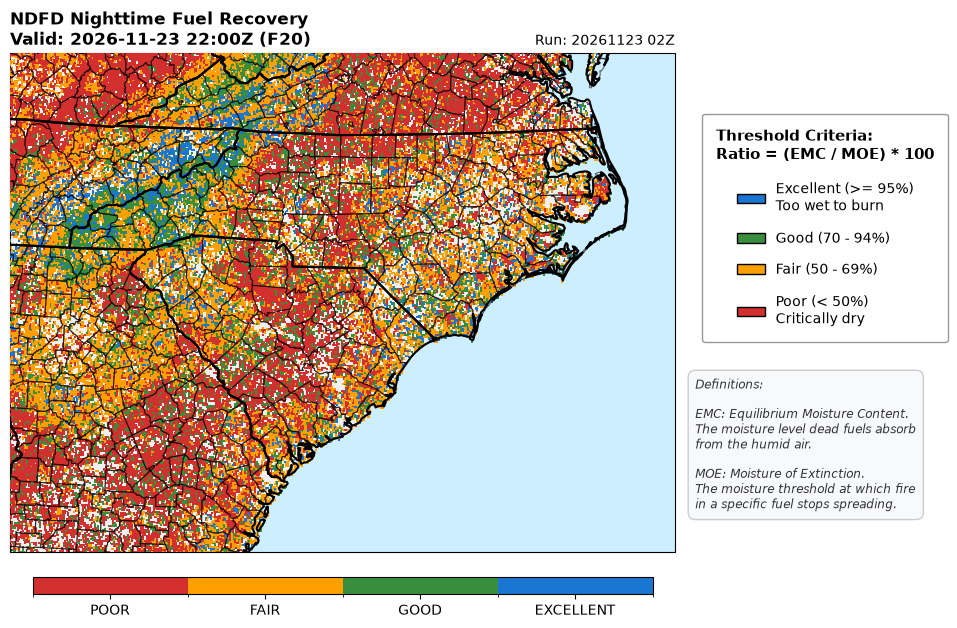 NDFD Nighttime Fuel Recovery
Valid: 2026-11-23 22:00Z (F20)
Run: 20261123 02Z
Threshold Criteria:
Ratio = (EMC / MOE) * 100
Excellent (>= 95%)
Too wet to burn
Good (70 - 94%)
Fair (50 - 69%)
Poor (< 50%)
Critically dry
Definitions:
EMC: Equilibrium Moisture Content.
The moisture level dead fuels absorb
from the humid air.
MOE: Moisture of Extinction.
The moisture threshold at which fire
in a specific fuel stops spreading.
POOR
FAIR
GOOD
EXCELLENT